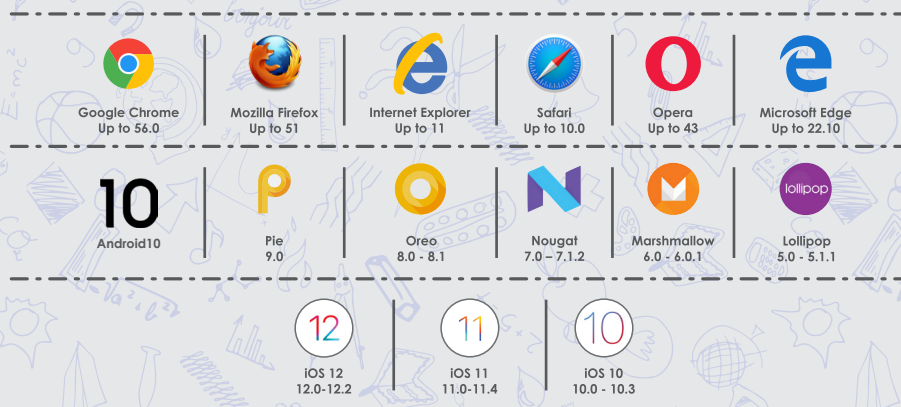 bonjour
Emc
Google Chrome
Up to 56.0
Mozilla Firefox
Up to 51
Internet Explorer
Up to 11
Safari
Up to 10.0
Opera
Up to 43
Microsoft Edge
Up to 22.10
10
Android10
Pie
9.0
Oreo
8.0 - 8.1
Nougat
7.0 – 7.1.2
Marshmallow
6.0 - 6.0.1
lollipop
Lollipop
5.0 - 5.1.1
12
iOS 12
12.0-12.2
11
iOS 11
11.0-11.4
10
iOS 10
10.0 - 10.3